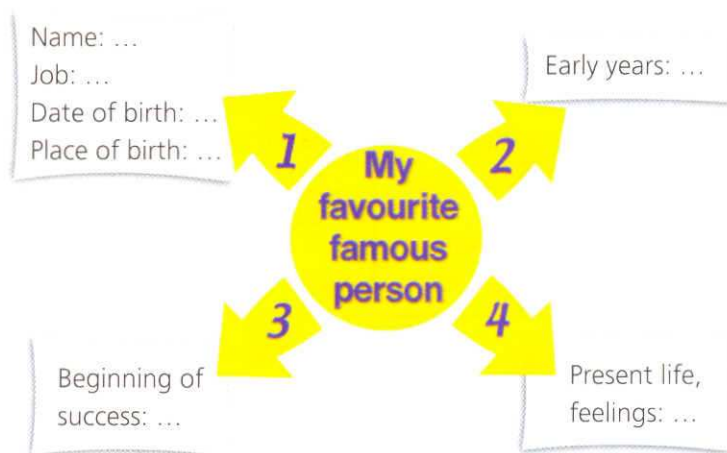 Name: ...
Job: ...
Date of birth: ...
Place of birth: ...
1
Early years: ...
2
My
favourite
famous
person
3
Beginning of
success: ...
4
Present life,
feelings: ...